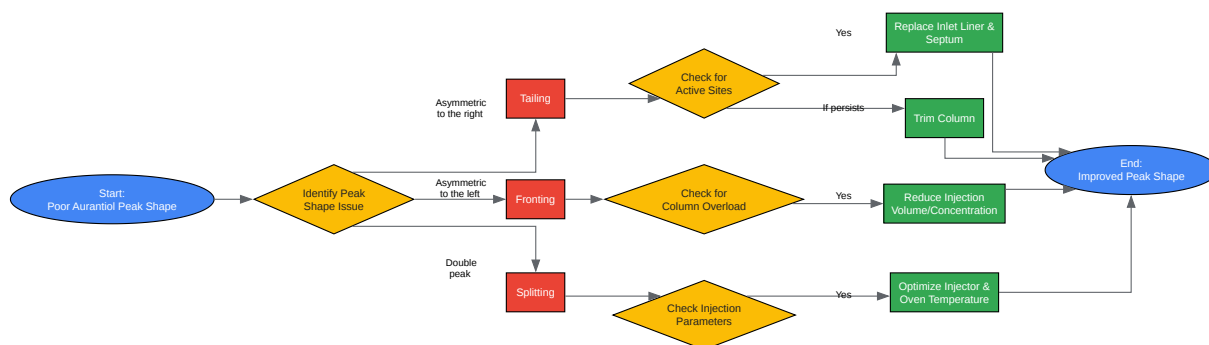 Replace Inlet Liner &
Septum
Yes
Check for
Active Sites
Tailing
Asymmetric
to the right
If persists
Trim Column
Start:
Poor Aurantiol Peak Shape
Identify Peak
Shape Issue
Asymmetric
to the left
Fronting
Check for
Column Overload
Yes
Reduce Injection
Volume/Concentration
End:
Improved Peak Shape
Double
peak
Splitting
Check Injection
Parameters
Yes
Optimize Injector &
Oven Temperature